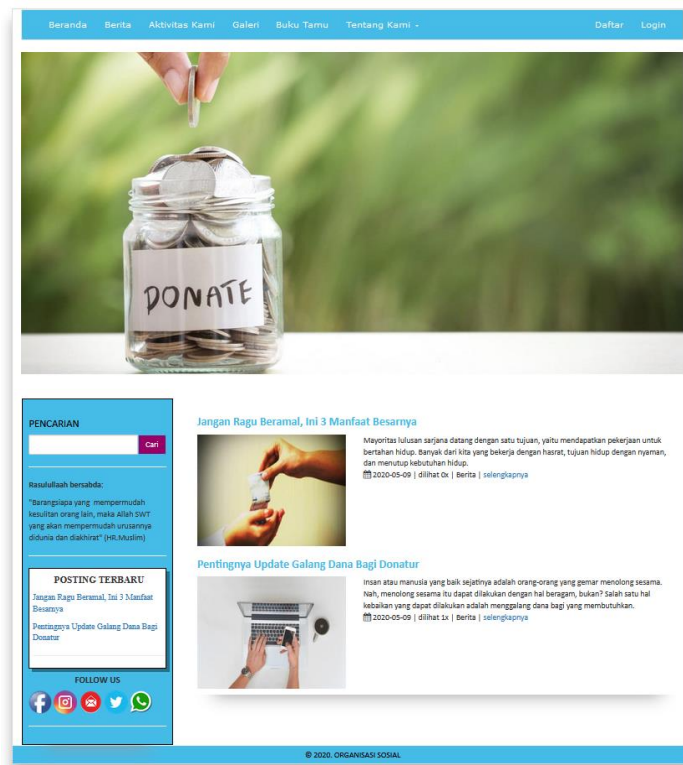 Beranda Berita Aktivitas Kami Galeri Buku Tamu Tentang Kami Daftar Login
DONATE
PENCARIAN
Cari
Rasulullaah bersabda:
"Barangsiapa yang mempermudah
kesulitan orang lain, maka Allah SWT
yang akan mempermudah urusannya
didunia dan diakhirat" (HR.Muslim)
POSTING TERBARU
Jangan Ragu Beramal, Ini 3 Manfaat
Besarnya
Pentingnya Update Galang Dana Bagi
Donatur
FOLLOW US
Jangan Ragu Beramal, Ini 3 Manfaat Besarnya
Mayoritas lulusan sarjana datang dengan satu tujuan, yaitu mendapatkan pekerjaan untuk
bertahan hidup. Banyak dari kita yang bekerja dengan hasrat, tujuan hidup dengan nyaman,
dan menutup kebutuhan hidup.
2020-05-09 | dilihat 0x | Berita | selengkapnya
Pentingnya Update Galang Dana Bagi Donatur
Insan atau manusia yang baik sejatinya adalah orang-orang yang gemar menolong sesama.
Nah, menolong sesama itu dapat dilakukan dengan hal beragam, bukan? Salah satu hal
kebaikan yang dapat dilakukan adalah menggalang dana bagi yang membutuhkan.
2020-05-09 | dilihat 1x | Berita | selengkapnya
© 2020. ORGANISASI SOSIAL